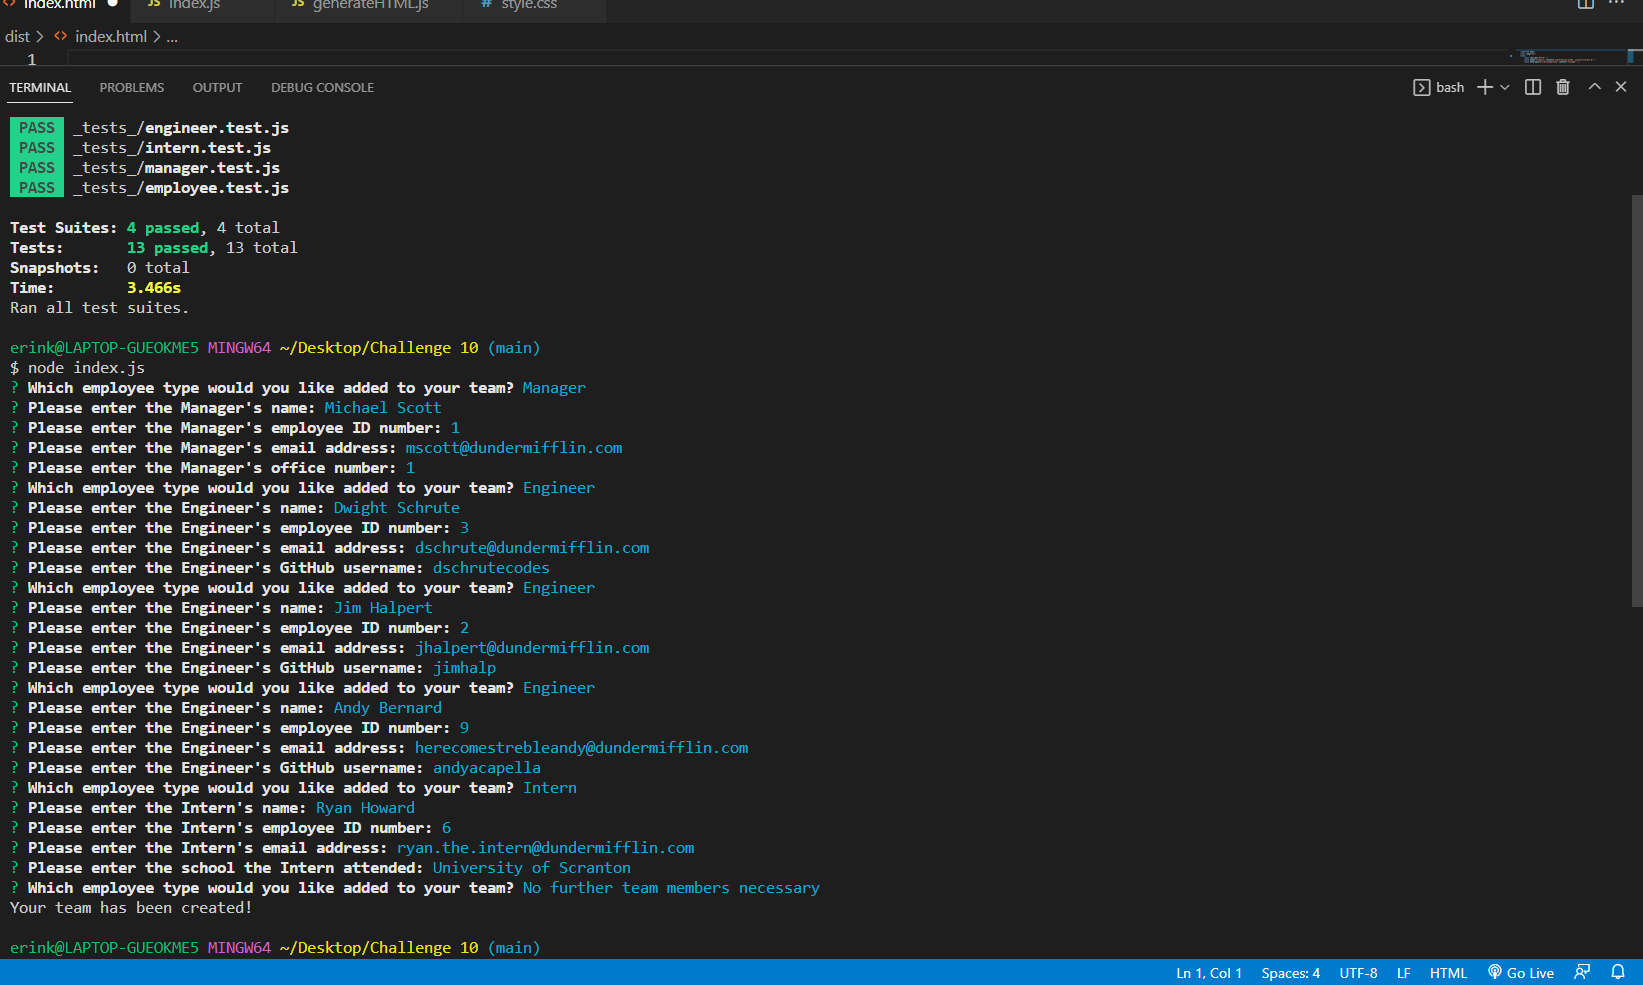 index.html ● JS index.js JS generateHTML.js # style.css
dist > <> index.html > ...
1
TERMINAL PROBLEMS OUTPUT DEBUG CONSOLE bash
PASS _tests_/engineer.test.js
PASS _tests_/intern.test.js
PASS _tests_/manager.test.js
PASS _tests_/employee.test.js
Test Suites: 4 passed, 4 total
Tests: 13 passed, 13 total
Snapshots: 0 total
Time: 3.466s
Ran all test suites.
erink@LAPTOP-GUEOKME5 MINGW64 ~/Desktop/Challenge 10 (main)
$ node index.js
? Which employee type would you like added to your team? Manager
? Please enter the Manager's name: Michael Scott
? Please enter the Manager's employee ID number: 1
? Please enter the Manager's email address: mscott@dundermifflin.com
? Please enter the Manager's office number: 1
? Which employee type would you like added to your team? Engineer
? Please enter the Engineer's name: Dwight Schrute
? Please enter the Engineer's employee ID number: 3
? Please enter the Engineer's email address: dschrute@dundermifflin.com
? Please enter the Engineer's GitHub username: dschrutecodes
? Which employee type would you like added to your team? Engineer
? Please enter the Engineer's name: Jim Halpert
? Please enter the Engineer's employee ID number: 2
? Please enter the Engineer's email address: jhalpert@dundermifflin.com
? Please enter the Engineer's GitHub username: jimhalp
? Which employee type would you like added to your team? Engineer
? Please enter the Engineer's name: Andy Bernard
? Please enter the Engineer's employee ID number: 9
? Please enter the Engineer's email address: herecomestrebleandy@dundermifflin.com
? Please enter the Engineer's GitHub username: andyacapella
? Which employee type would you like added to your team? Intern
? Please enter the Intern's name: Ryan Howard
? Please enter the Intern's employee ID number: 6
? Please enter the Intern's email address: ryan.the.intern@dundermifflin.com
? Please enter the school the Intern attended: University of Scranton
? Which employee type would you like added to your team? No further team members necessary
Your team has been created!
erink@LAPTOP-GUEOKME5 MINGW64 ~/Desktop/Challenge 10 (main)
Ln 1, Col 1 Spaces: 4 UTF-8 LF HTML Go Live